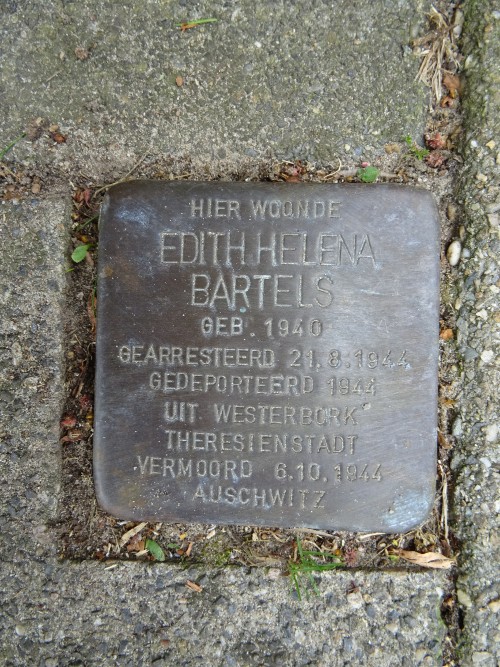 HIER WOONDE
EDITH HELENA
BARTELS
GEB. 1940
GEARRESTEERD 21.8.1944
GEDEPORTEERD 1944
UIT WESTERBORK
THERESIENSTADT
VERMOORD 6.10.1944
AUSCHWITZ